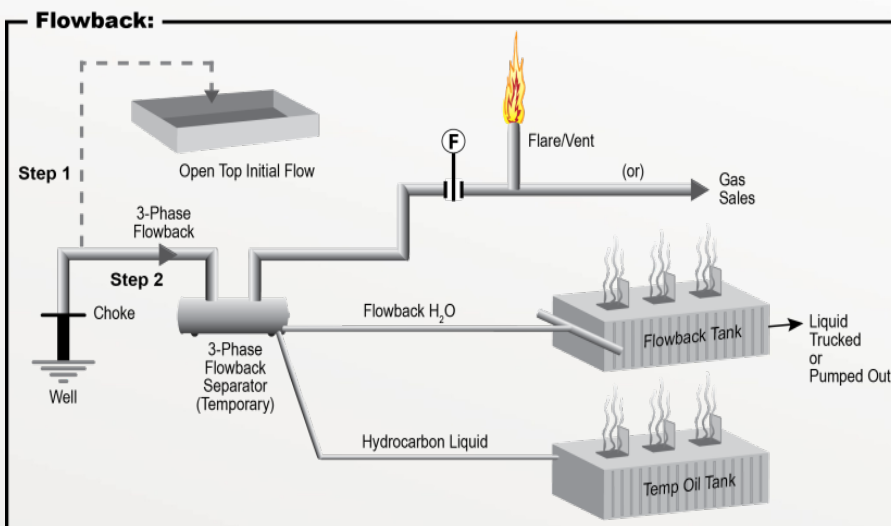 Flowback:
Step 1
Open Top Initial Flow
F
Flare/Vent
(or)
Gas
Sales
3-Phase
Flowback
Step 2
Choke
Well
3-Phase
Flowback
Separator
(Temporary)
Flowback H₂O
Flowback Tank
Liquid
Trucked
or
Pumped Out
Hydrocarbon Liquid
Temp Oil Tank